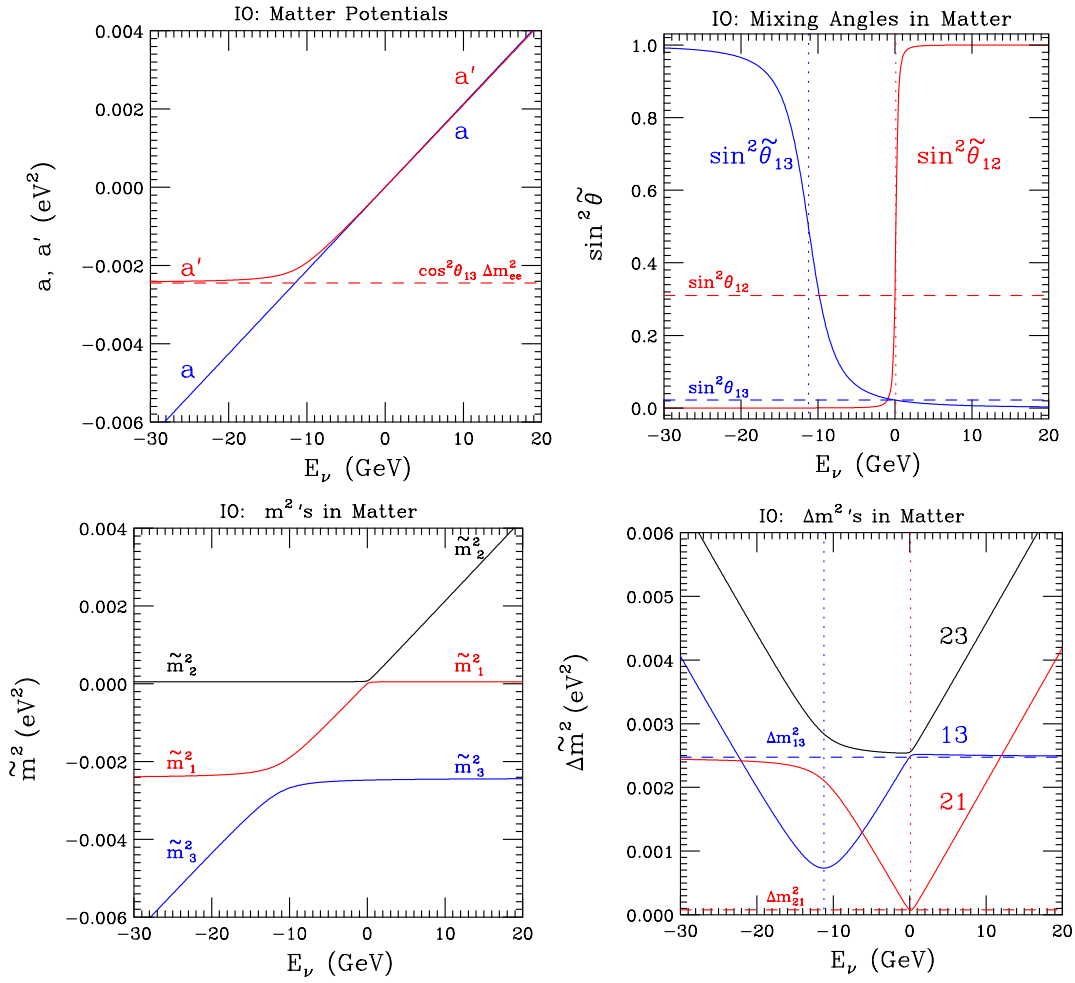 IO: Matter Potentials
0.004
0.002
0.000
−0.002
−0.004
−0.006
a, a′ (eV²)
a′
a
a′
a
cos²θ₁₃ Δm²ₑₑ
−30 −20 −10 0 10 20
E_ν (GeV)
IO: Mixing Angles in Matter
1.0
0.8
0.6
0.4
0.2
0.0
sin² θ̃
sin²θ̃₁₃
sin²θ̃₁₂
sin²θ₁₂
sin²θ₁₃
−30 −20 −10 0 10 20
E_ν (GeV)
IO: m²'s in Matter
0.004
0.002
0.000
−0.002
−0.004
−0.006
m̃² (eV²)
m̃²₂
m̃²₂
m̃²₁
m̃²₁
m̃²₃
m̃²₃
−30 −20 −10 0 10 20
E_ν (GeV)
IO: Δm²'s in Matter
0.006
0.005
0.004
0.003
0.002
0.001
0.000
Δm̃² (eV²)
23
Δm²₁₃
13
21
Δm²₂₁
−30 −20 −10 0 10 20
E_ν (GeV)